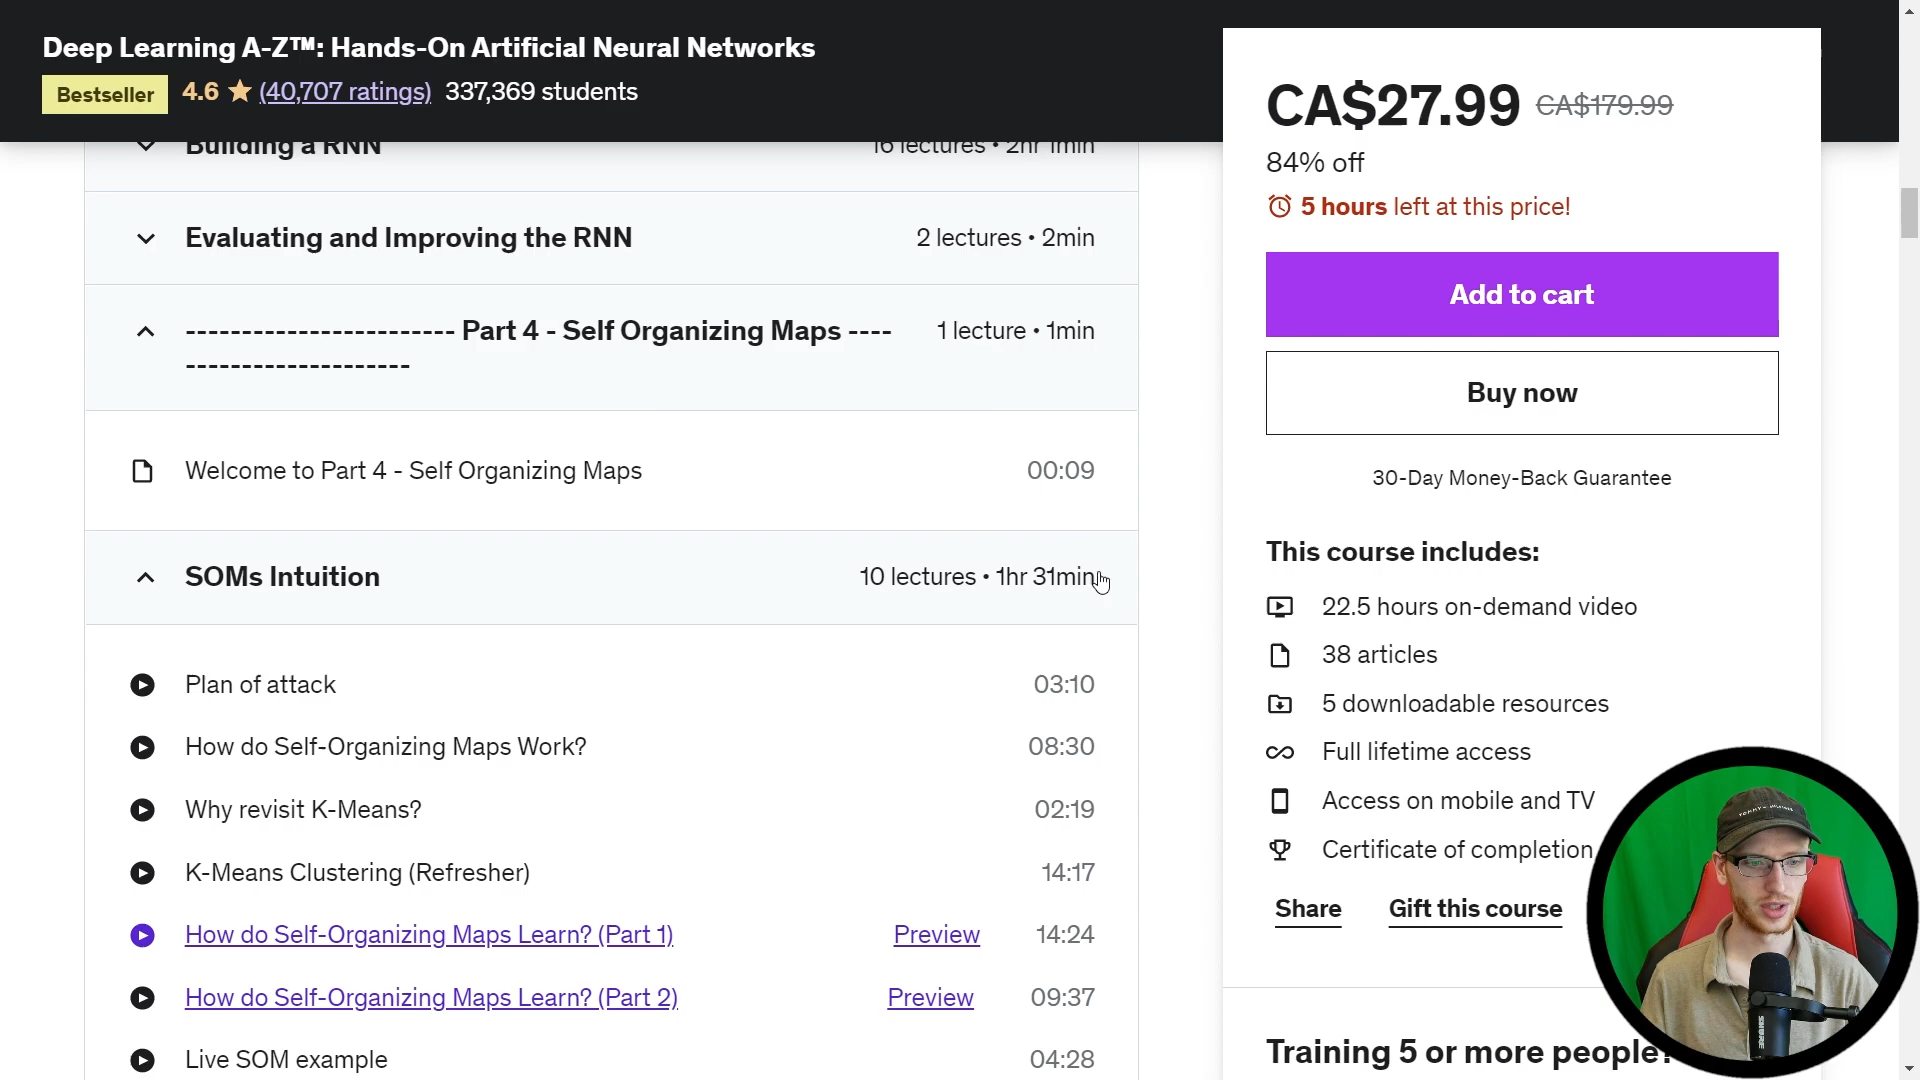 Deep Learning A-Z™: Hands-On Artificial Neural Networks
Bestseller 4.6 (40,707 ratings) 337,369 students
Building a RNN 16 lectures • 2hr 1min
Evaluating and Improving the RNN 2 lectures • 2min
------------------------ Part 4 - Self Organizing Maps ---- 1 lecture • 1min
--------------------
Welcome to Part 4 - Self Organizing Maps 00:09
SOMs Intuition 10 lectures • 1hr 31min
Plan of attack 03:10
How do Self-Organizing Maps Work? 08:30
Why revisit K-Means? 02:19
K-Means Clustering (Refresher) 14:17
How do Self-Organizing Maps Learn? (Part 1) Preview 14:24
How do Self-Organizing Maps Learn? (Part 2) Preview 09:37
Live SOM example 04:28
CA$27.99 CA$179.99
84% off
5 hours left at this price!
Add to cart
Buy now
30-Day Money-Back Guarantee
This course includes:
22.5 hours on-demand video
38 articles
5 downloadable resources
Full lifetime access
Access on mobile and TV
Certificate of completion
Share Gift this course
Training 5 or more people?